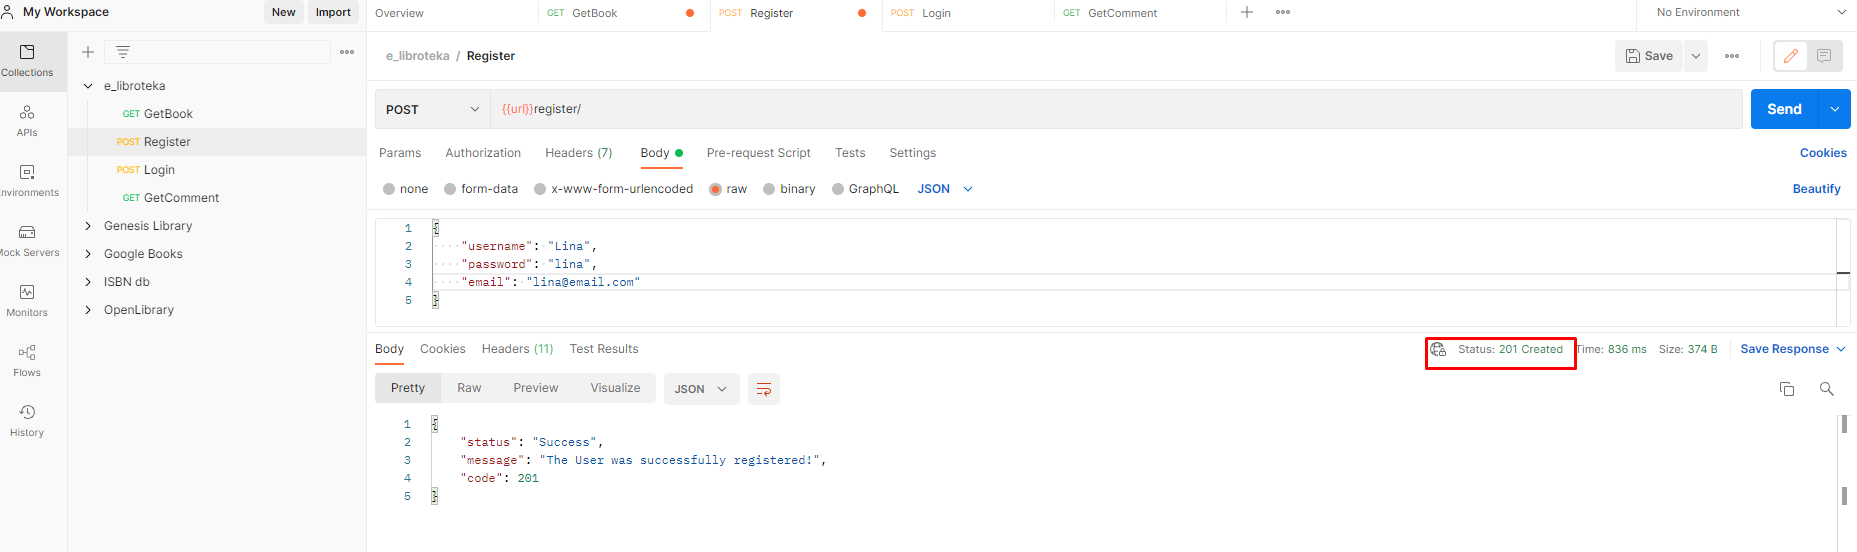 My Workspace
New
Import
Overview
GET GetBook
POST Register
POST Login
GET GetComment
No Environment
Collections
APIs
nvironments
Mock Servers
Monitors
Flows
History
e_libroteka
GET GetBook
POST Register
POST Login
GET GetComment
Genesis Library
Google Books
ISBN db
OpenLibrary
e_libroteka / Register
Save
POST
{{url}}register/
Send
Params
Authorization
Headers (7)
Body
Pre-request Script
Tests
Settings
Cookies
none
form-data
x-www-form-urlencoded
raw
binary
GraphQL
JSON
Beautify
1 {
2 "username": "Lina",
3 "password": "lina",
4 "email": "lina@email.com"
5 }
Body
Cookies
Headers (11)
Test Results
Status: 201 Created
Time: 836 ms
Size: 374 B
Save Response
Pretty
Raw
Preview
Visualize
JSON
1 {
2 "status": "Success",
3 "message": "The User was successfully registered!",
4 "code": 201
5 }